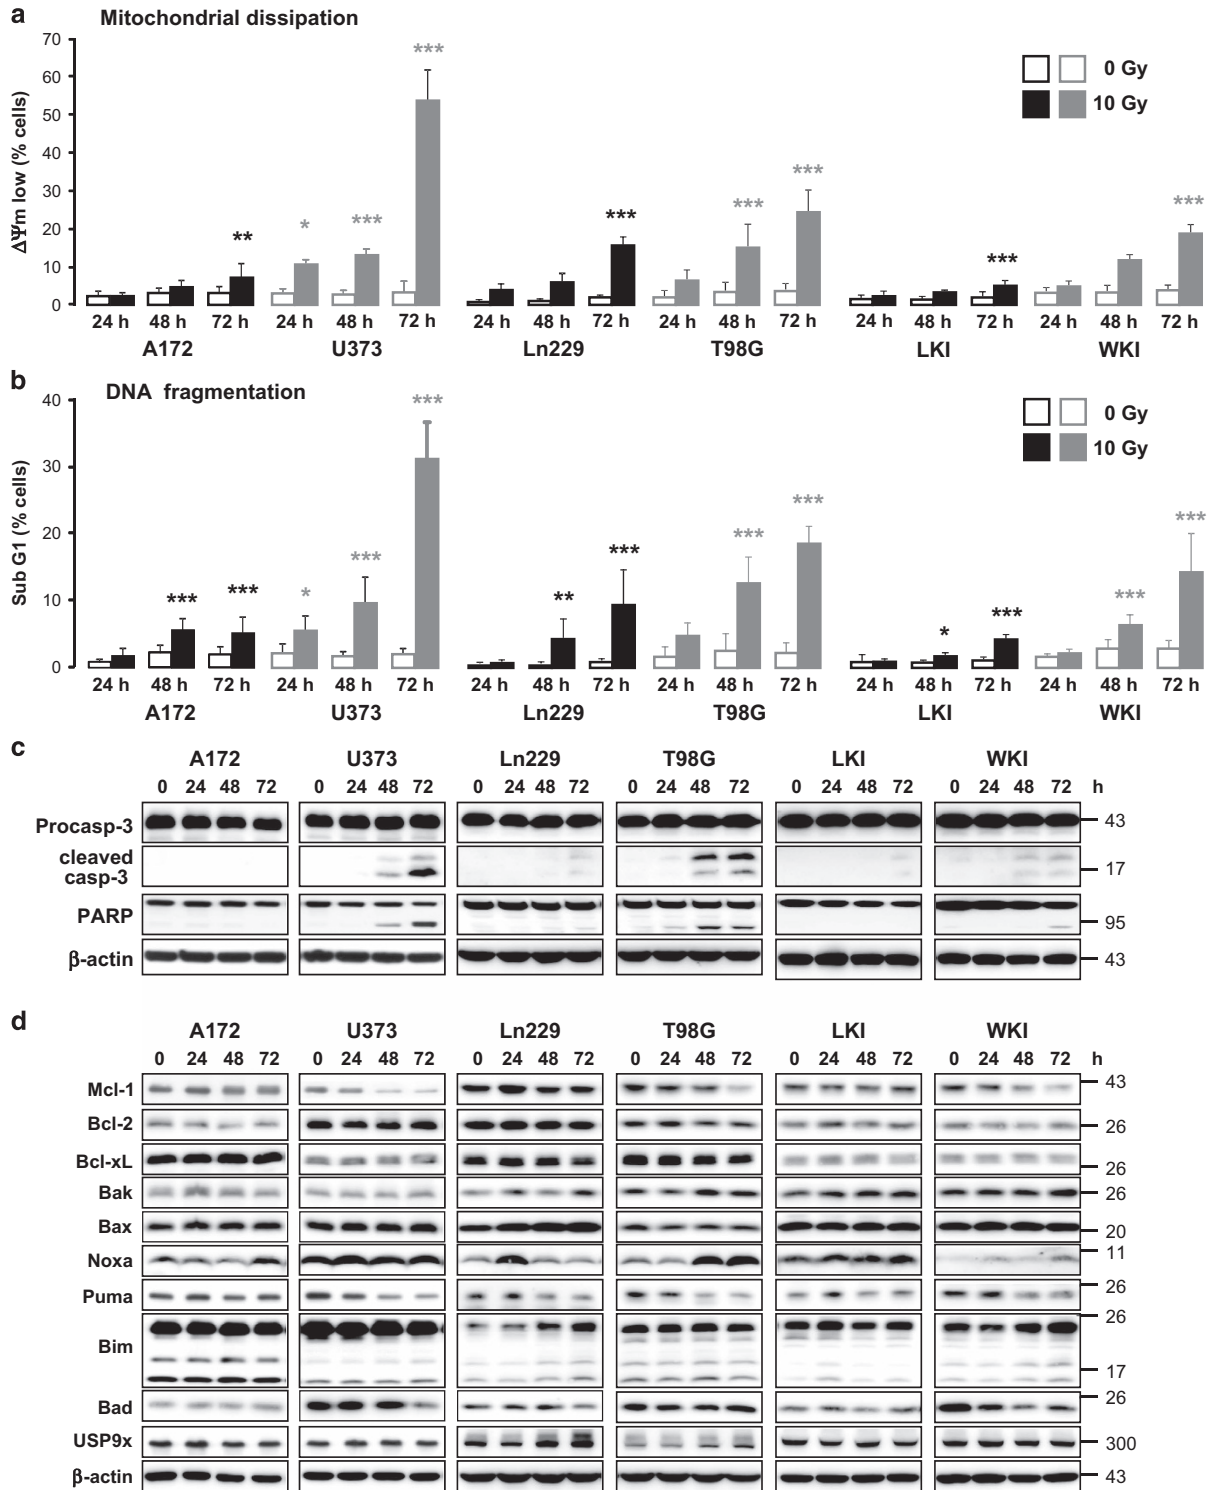 a Mitochondrial dissipation
ΔΨm low (% cells)
70
60
50
40
30
20
10
0
*** 
** * *** *** *** *** *** ***
0 Gy
10 Gy
24 h 48 h 72 h 24 h 48 h 72 h 24 h 48 h 72 h 24 h 48 h 72 h 24 h 48 h 72 h 24 h 48 h 72 h
A172 U373 Ln229 T98G LKI WKI
b DNA fragmentation
Sub G1 (% cells)
40
30
20
10
0
*** *** * *** *** ** *** *** *** * *** *** ***
0 Gy
10 Gy
24 h 48 h 72 h 24 h 48 h 72 h 24 h 48 h 72 h 24 h 48 h 72 h 24 h 48 h 72 h 24 h 48 h 72 h
A172 U373 Ln229 T98G LKI WKI
c
A172 U373 Ln229 T98G LKI WKI
0 24 48 72 0 24 48 72 0 24 48 72 0 24 48 72 0 24 48 72 0 24 48 72 h
Procasp-3 43
cleaved
casp-3 17
PARP 95
β-actin 43
d
A172 U373 Ln229 T98G LKI WKI
0 24 48 72 0 24 48 72 0 24 48 72 0 24 48 72 0 24 48 72 0 24 48 72 h
Mcl-1 43
Bcl-2 26
Bcl-xL 26
Bak 26
Bax 20
Noxa 11
Puma 26
Bim 26
17
Bad 26
USP9x 300
β-actin 43